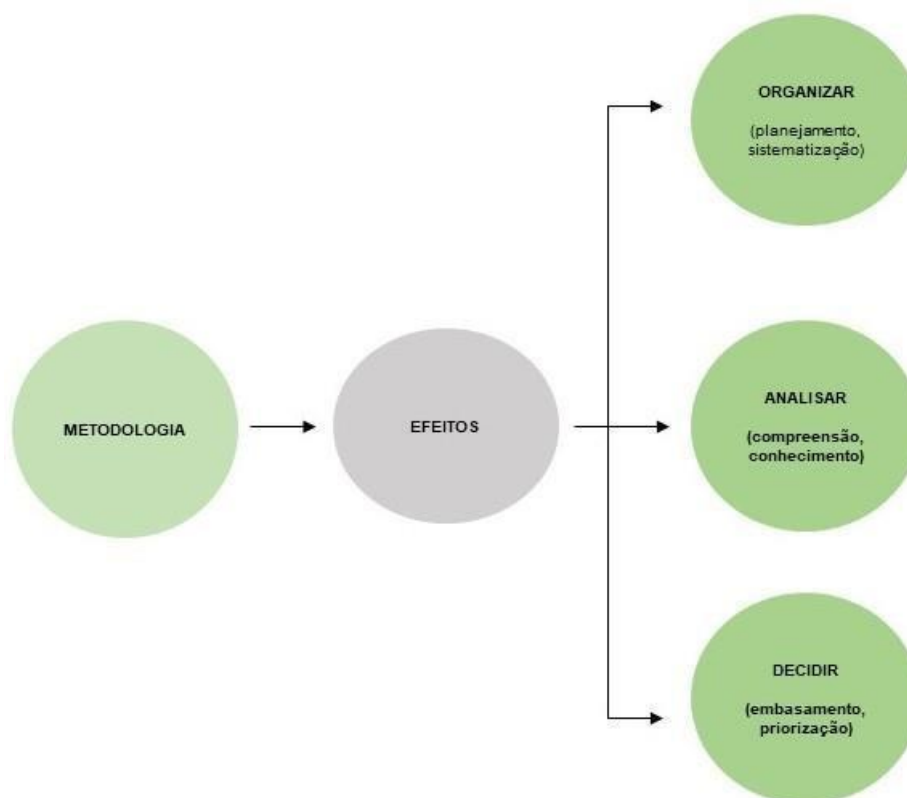 METODOLOGIA
EFEITOS
ORGANIZAR
(planejamento,
sistematização)
ANALISAR
(compreensão,
conhecimento)
DECIDIR
(embasamento,
priorização)